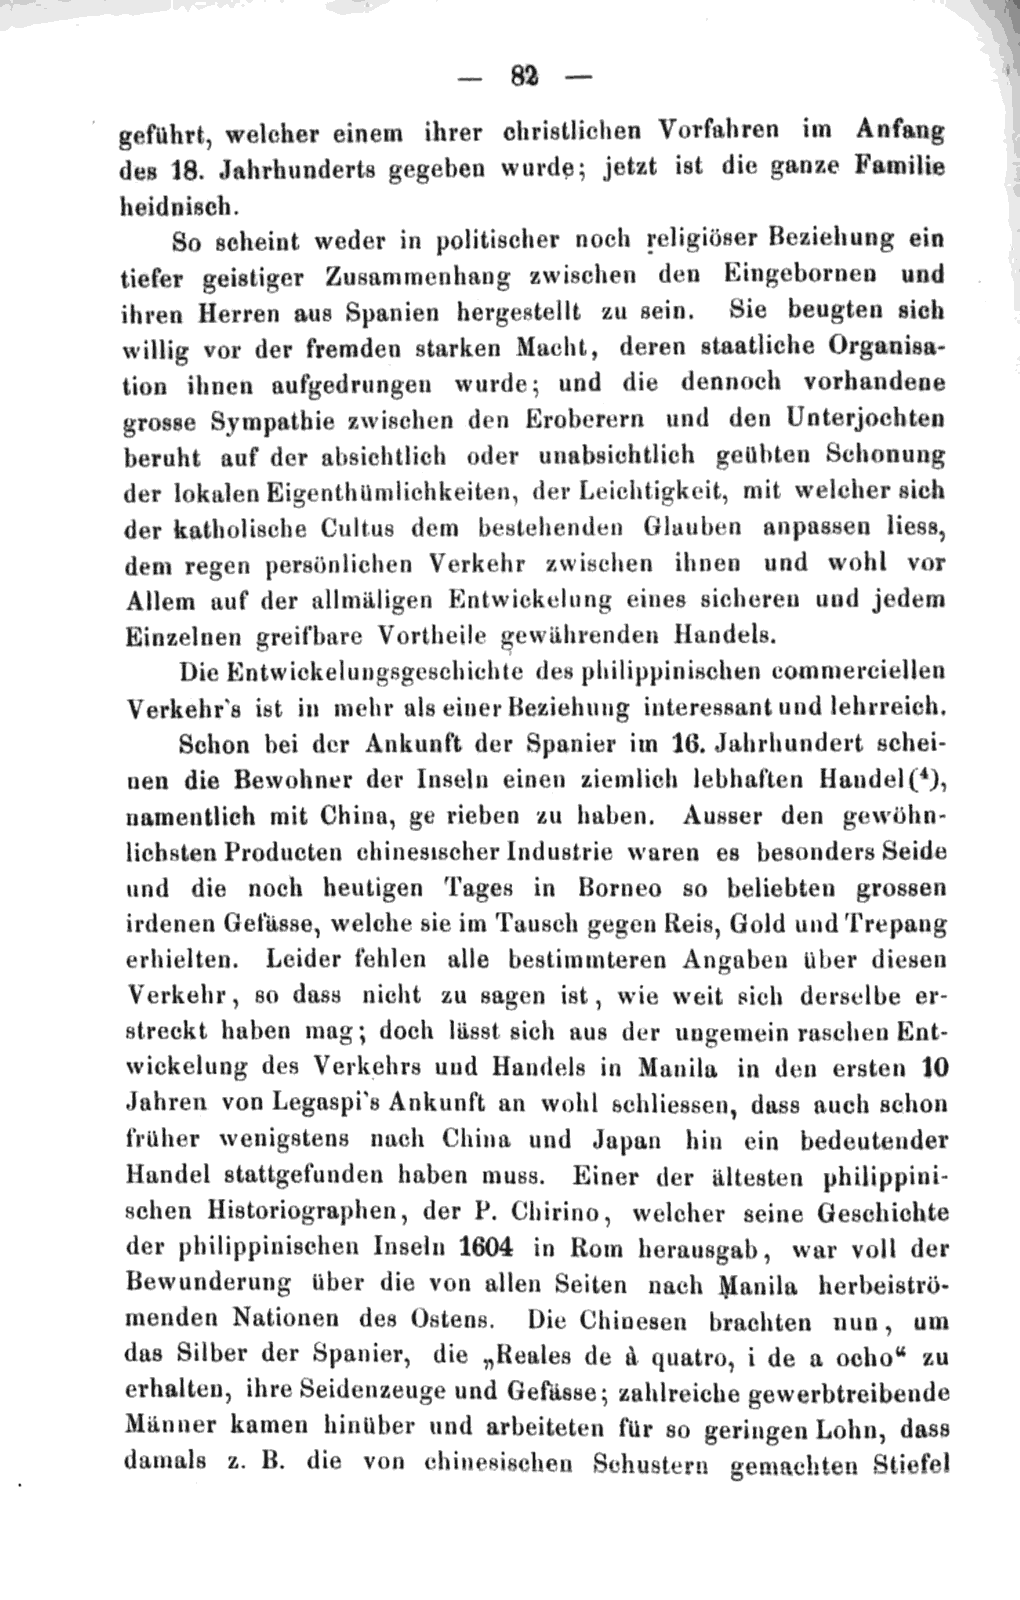 — 82 —
geführt, welcher einem ihrer christlichen Vorfahren im Anfang
des 18. Jahrhunderts gegeben wurde; jetzt ist die ganze Familie
heidnisch.
So scheint weder in politischer noch religiöser Beziehung ein
tiefer geistiger Zusammenhang zwischen den Eingebornen und
ihren Herren aus Spanien hergestellt zu sein. Sie beugten sich
willig vor der fremden starken Macht, deren staatliche Organisa-
tion ihnen aufgedrungen wurde; und die dennoch vorhandene
grosse Sympathie zwischen den Eroberern und den Unterjochten
beruht auf der absichtlich oder unabsichtlich geübten Schonung
der lokalen Eigenthümlichkeiten, der Leichtigkeit, mit welcher sich
der katholische Cultus dem bestehenden Glauben anpassen liess,
dem regen persönlichen Verkehr zwischen ihnen und wohl vor
Allem auf der allmäligen Entwickelung eines sicheren und jedem
Einzelnen greifbare Vortheile gewährenden Handels.
Die Entwickelungsgeschichte des philippinischen commerciellen
Verkehr's ist in mehr als einer Beziehung interessant und lehrreich.
Schon bei der Ankunft der Spanier im 16. Jahrhundert schei-
nen die Bewohner der Inseln einen ziemlich lebhaften Handel(⁴),
namentlich mit China, ge rieben zu haben. Ausser den gewöhn-
lichsten Producten chinesischer Industrie waren es besonders Seide
und die noch heutigen Tages in Borneo so beliebten grossen
irdenen Gefässe, welche sie im Tausch gegen Reis, Gold und Trepang
erhielten. Leider fehlen alle bestimmteren Angaben über diesen
Verkehr, so dass nicht zu sagen ist, wie weit sich derselbe er-
streckt haben mag; doch lässt sich aus der ungemein raschen Ent-
wickelung des Verkehrs und Handels in Manila in den ersten 10
Jahren von Legaspi's Ankunft an wohl schliessen, dass auch schon
früher wenigstens nach China und Japan hin ein bedeutender
Handel stattgefunden haben muss. Einer der ältesten philippini-
schen Historiographen, der P. Chirino, welcher seine Geschichte
der philippinischen Inseln 1604 in Rom herausgab, war voll der
Bewunderung über die von allen Seiten nach Manila herbeiströ-
menden Nationen des Ostens. Die Chinesen brachten nun, um
das Silber der Spanier, die „Reales de à quatro, i de a ocho“ zu
erhalten, ihre Seidenzeuge und Gefässe; zahlreiche gewerbtreibende
Männer kamen hinüber und arbeiteten für so geringen Lohn, dass
damals z. B. die von chinesischen Schustern gemachten Stiefel